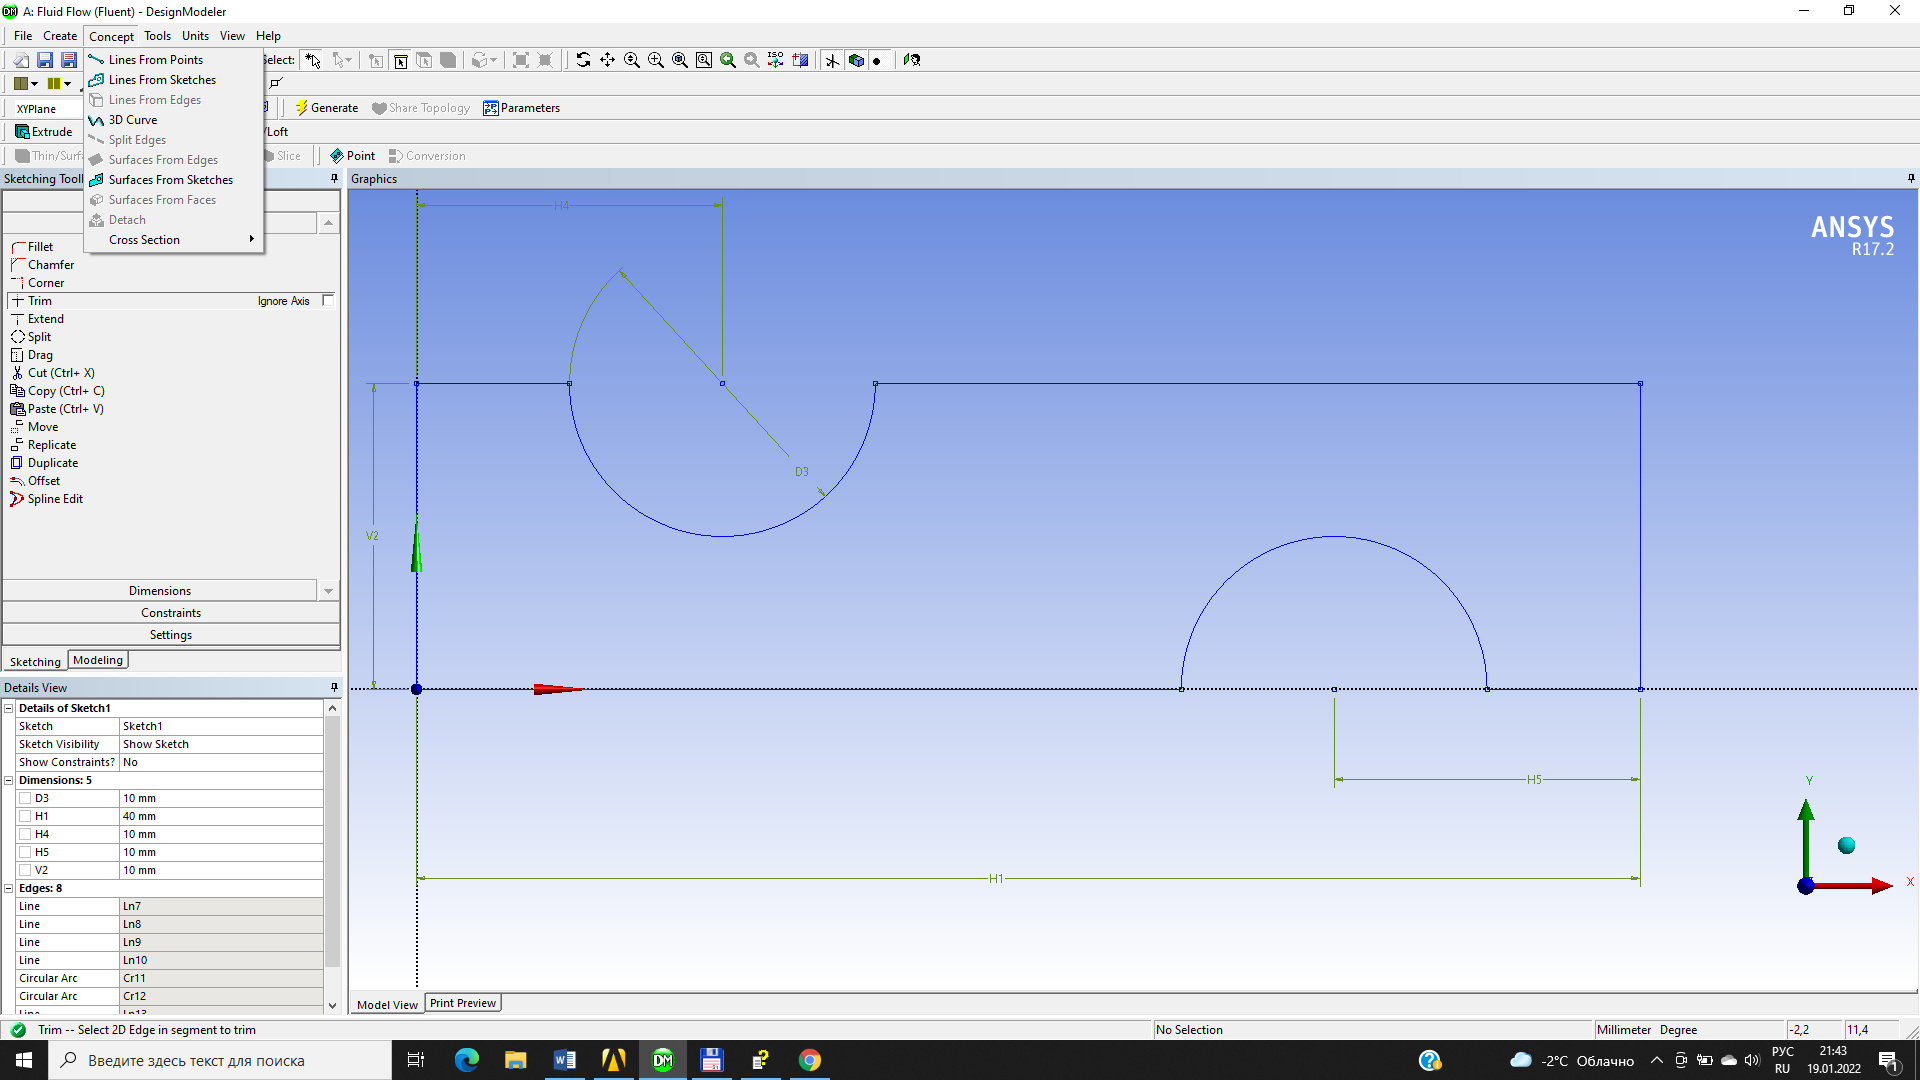 A: Fluid Flow (Fluent) - DesignModeler
File Create Concept Tools Units View Help
Select:
XYPlane
Generate Share Topology Parameters
Extrude
/Loft
Thin/Surfa
Slice
Point Conversion
Lines From Points
Lines From Sketches
Lines From Edges
3D Curve
Split Edges
Surfaces From Edges
Surfaces From Sketches
Surfaces From Faces
Detach
Cross Section
Sketching Tool
Graphics
Fillet
Chamfer
Corner
Trim Ignore Axis
Extend
Split
Drag
Cut (Ctrl+ X)
Copy (Ctrl+ C)
Paste (Ctrl+ V)
Move
Replicate
Duplicate
Offset
Spline Edit
Dimensions
Constraints
Settings
Sketching Modeling
Details View
Details of Sketch1
Sketch Sketch1
Sketch Visibility Show Sketch
Show Constraints? No
Dimensions: 5
D3 10 mm
H1 40 mm
H4 10 mm
H5 10 mm
V2 10 mm
Edges: 8
Line Ln7
Line Ln8
Line Ln9
Line Ln10
Circular Arc Cr11
Circular Arc Cr12
Line Ln13
ANSYS
R17.2
H4
D3
V2
H5
H1
Y
X
Model View Print Preview
Trim -- Select 2D Edge in segment to trim
No Selection
Millimeter Degree -2,2 11,4
Введите здесь текст для поиска
-2°C Облачно
РУС
RU
21:43
19.01.2022
1